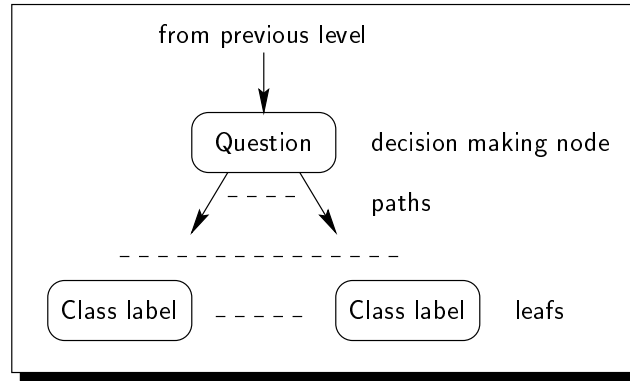 from previous level
Question decision making node
paths
Class label Class label leafs